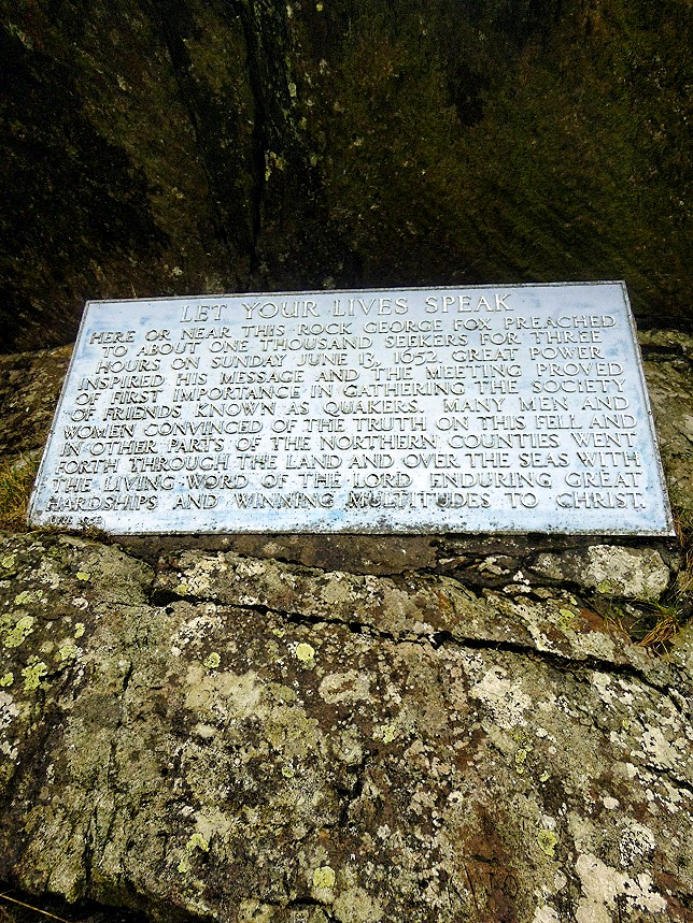 LET YOUR LIVES SPEAK
HERE OR NEAR THIS ROCK GEORGE FOX PREACHED
TO ABOUT ONE THOUSAND SEEKERS FOR THREE
HOURS ON SUNDAY JUNE 13, 1652. GREAT POWER
INSPIRED HIS MESSAGE AND THE MEETING PROVED
OF FIRST IMPORTANCE IN GATHERING THE SOCIETY
OF FRIENDS KNOWN AS QUAKERS. MANY MEN AND
WOMEN CONVINCED OF THE TRUTH ON THIS FELL AND
IN OTHER PARTS OF THE NORTHERN COUNTIES WENT
FORTH THROUGH THE LAND AND OVER THE SEAS WITH
THE LIVING WORD OF THE LORD ENDURING GREAT
HARDSHIPS AND WINNING MULTITUDES TO CHRIST.